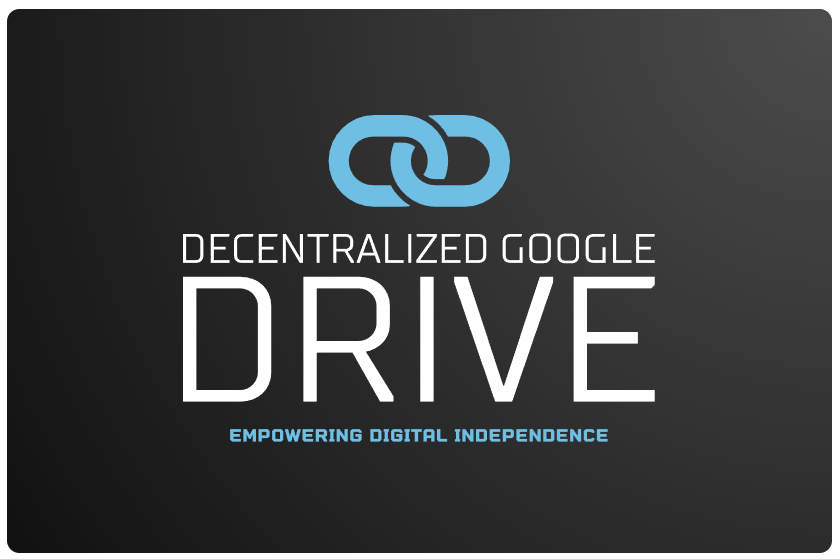 DECENTRALIZED GOOGLE
DRIVE
EMPOWERING DIGITAL INDEPENDENCE